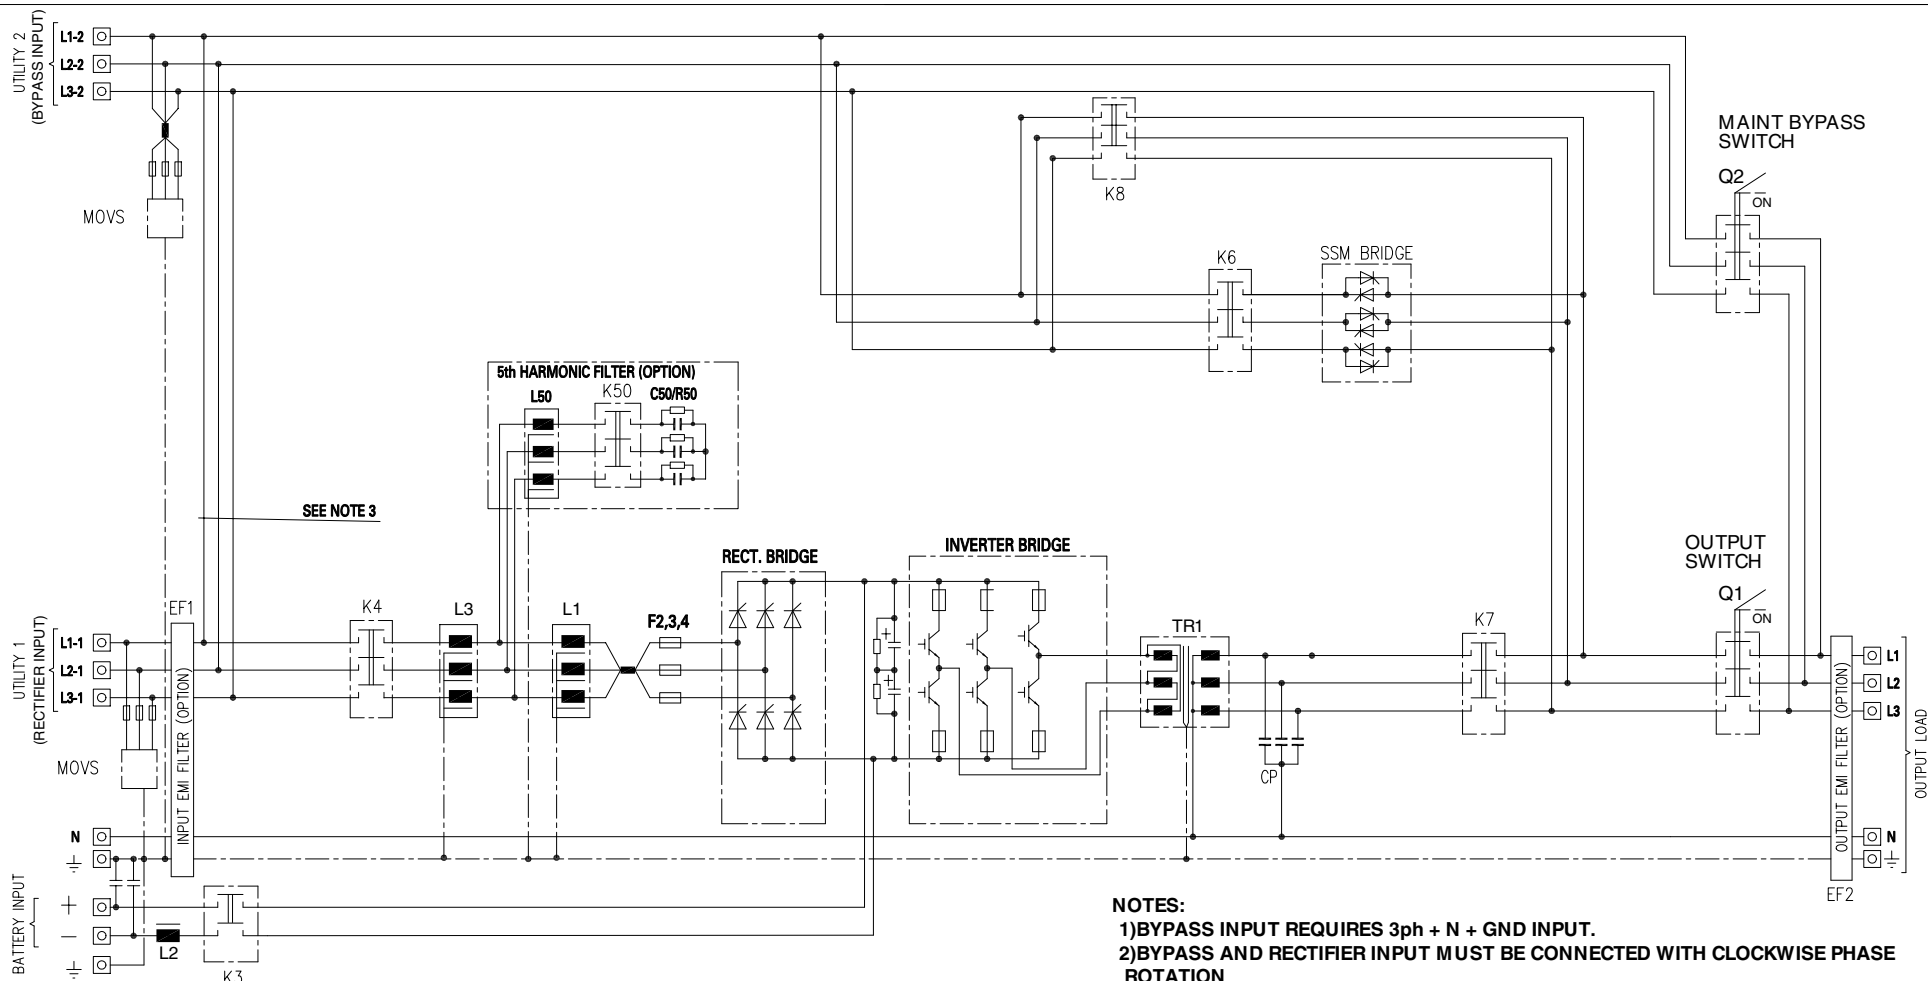 UTILITY 2
(BYPASS INPUT)
L1-2
L2-2
L3-2
MOVS
K8
MAINT BYPASS
SWITCH
Q2
ON
K6
SSM BRIDGE
5th HARMONIC FILTER (OPTION)
L50
K50
C50/R50
SEE NOTE 3
RECT. BRIDGE
INVERTER BRIDGE
OUTPUT
SWITCH
Q1
ON
UTILITY 1
(RECTIFIER INPUT)
L1-1
L2-1
L3-1
EF1
INPUT EMI FILTER (OPTION)
K4
L3
L1
F2,3,4
+
+
TR1
CP
K7
OUTPUT EMI FILTER (OPTION)
EF2
L1
L2
L3
N
OUTPUT LOAD
MOVS
N
BATTERY INPUT
+
–
L2
K3
NOTES:
1)BYPASS INPUT REQUIRES 3ph + N + GND INPUT.
2)BYPASS AND RECTIFIER INPUT MUST BE CONNECTED WITH CLOCKWISE PHASE
ROTATION